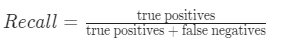 Recall = true positives / true positives + false negatives